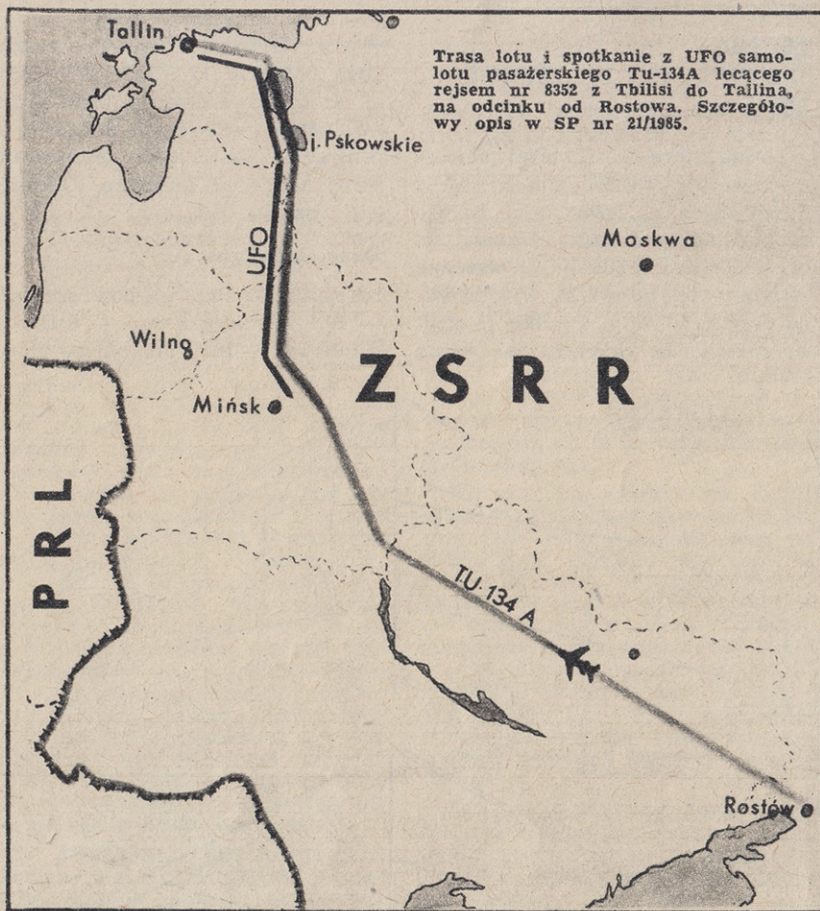 Tallin
Trasa lotu i spotkanie z UFO samo-
lotu pasażerskiego Tu-134A lecącego
rejsem nr 8352 z Tbilisi do Tallina,
na odcinku od Rostowa. Szczegóło-
wy opis w SP nr 21/1985.
j. Pskowskie
UFO
Moskwa
Wilno
ZSRR
Mińsk
PRL
TU-134 A
Rostów